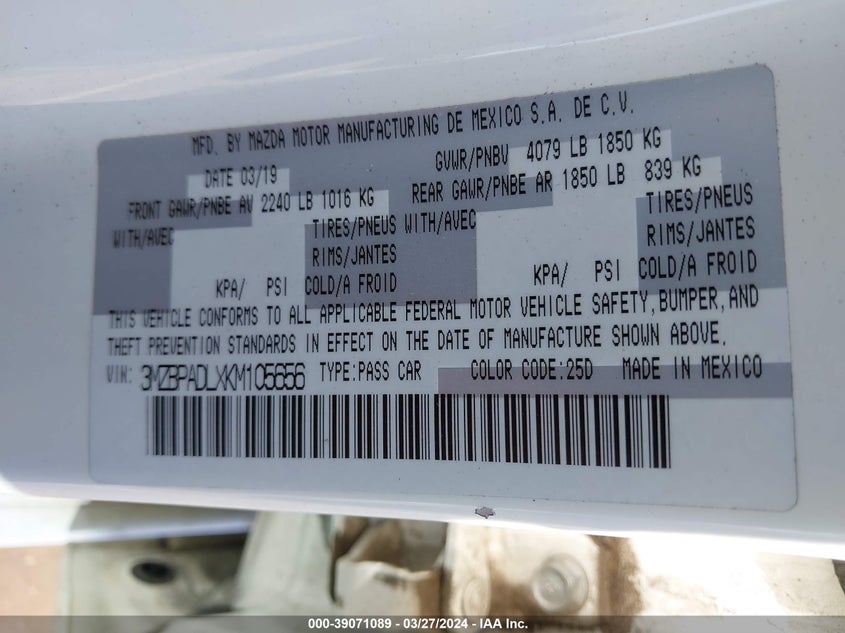 MFD. BY MAZDA MOTOR MANUFACTURING DE MEXICO S.A. DE C.V.
DATE 03/19 GVWR/PNBV 4079 LB 1850 KG
FRONT GAWR/PNBE AV 2240 LB 1016 KG REAR GAWR/PNBE AR 1850 LB 839 KG
WITH/AVEC TIRES/PNEUS WITH/AVEC TIRES/PNEUS
RIMS/JANTES RIMS/JANTES
KPA/ PSI COLD/A FROID KPA/ PSI COLD/A FROID
THIS VEHICLE CONFORMS TO ALL APPLICABLE FEDERAL MOTOR VEHICLE SAFETY, BUMPER, AND
THEFT PREVENTION STANDARDS IN EFFECT ON THE DATE OF MANUFACTURE SHOWN ABOVE.
VIN: 3MZBPADLXKM105656 TYPE:PASS CAR COLOR CODE:25D MADE IN MEXICO
000-39071089 - 03/27/2024 - IAA Inc.